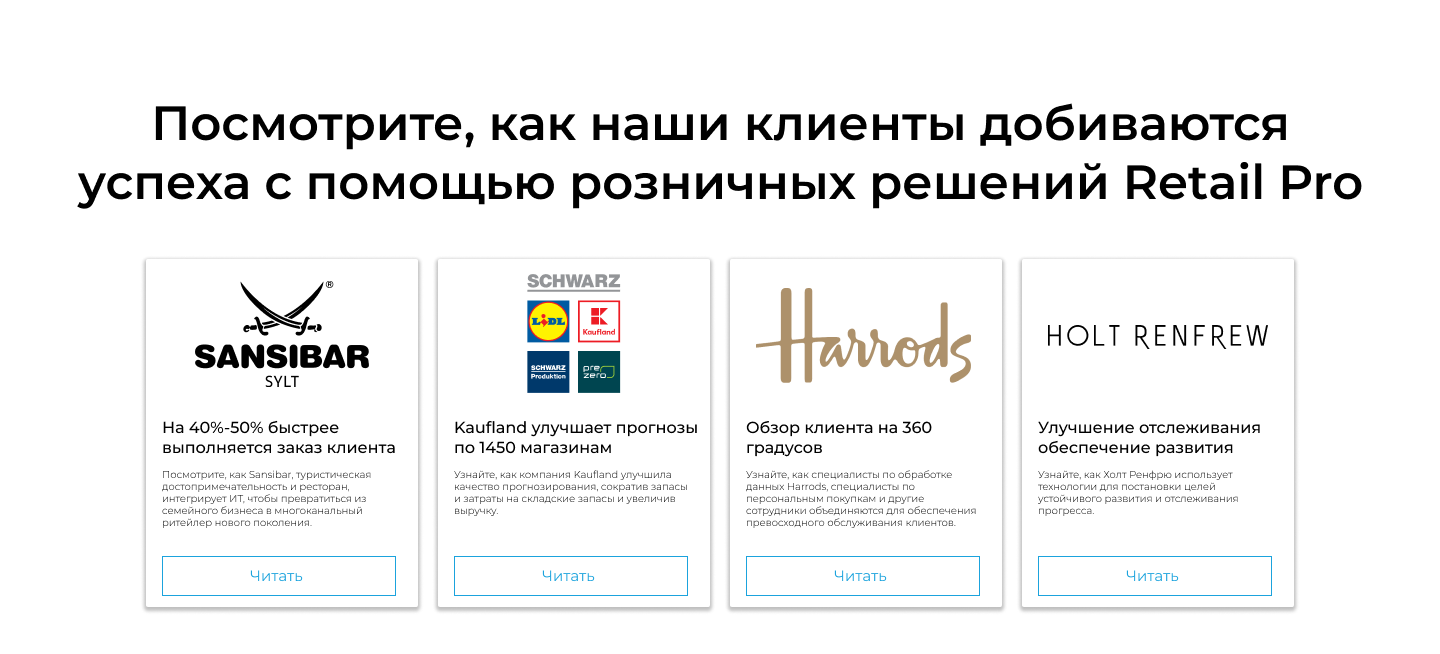 Посмотрите, как наши клиенты добиваются
успеха с помощью розничных решений Retail Pro
®
SANSIBAR
SYLT
На 40%-50% быстрее
выполняется заказ клиента
Посмотрите, как Sansibar, туристическая
достопримечательность и ресторан,
интегрирует ИТ, чтобы превратиться из
семейного бизнеса в многоканальный
ритейлер нового поколения.
Читать
SCHWARZ
LIDL
Kaufland
SCHWARZ
Produktion
pre
zero
Kaufland улучшает прогнозы
по 1450 магазинам
Узнайте, как компания Kaufland улучшила
качество прогнозирования, сократив запасы
и затраты на складские запасы и увеличив
выручку.
Читать
Harrods
Обзор клиента на 360
градусов
Узнайте, как специалисты по обработке
данных Harrods, специалисты по
персональным покупкам и другие
сотрудники объединяются для обеспечения
превосходного обслуживания клиентов.
Читать
HOLT RENFREW
Улучшение отслеживания
обеспечение развития
Узнайте, как Холт Ренфрю использует
технологии для постановки целей
устойчивого развития и отслеживания
прогресса.
Читать